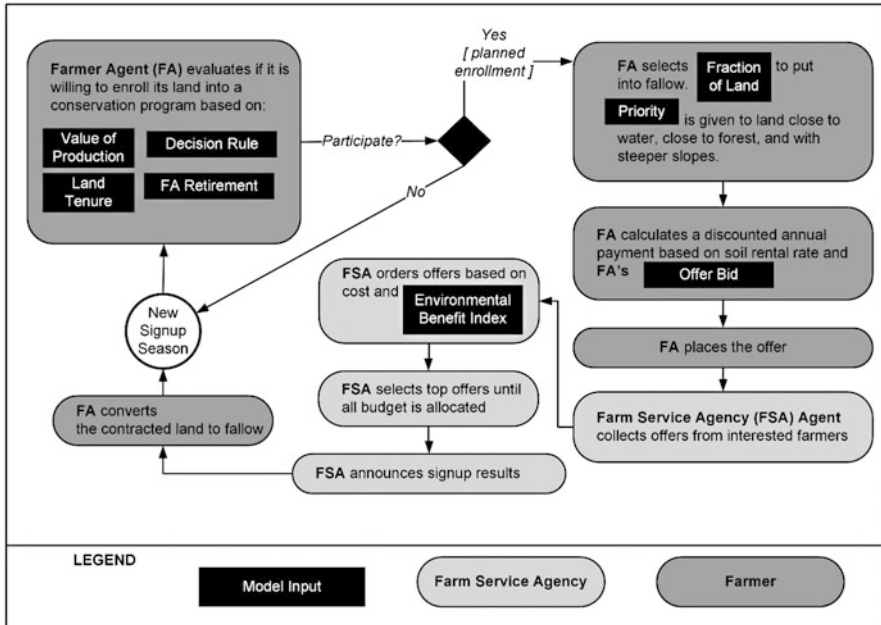 Farmer Agent (FA) evaluates if it is
willing to enroll its land into a
conservation program based on:
Value of
Production
Decision Rule
Land
Tenure
FA Retirement
Participate?
Yes
[ planned
enrollment ]
No
FA selects Fraction of Land to put
into fallow.
Priority is given to land close to
water, close to forest, and with
steeper slopes.
FA calculates a discounted annual
payment based on soil rental rate and
FA's Offer Bid
FA places the offer
Farm Service Agency (FSA) Agent
collects offers from interested farmers
FSA orders offers based on
cost and Environmental
Benefit Index
FSA selects top offers until
all budget is allocated
FSA announces signup results
FA converts
the contracted land to fallow
New
Signup
Season
LEGEND
Model Input
Farm Service Agency
Farmer